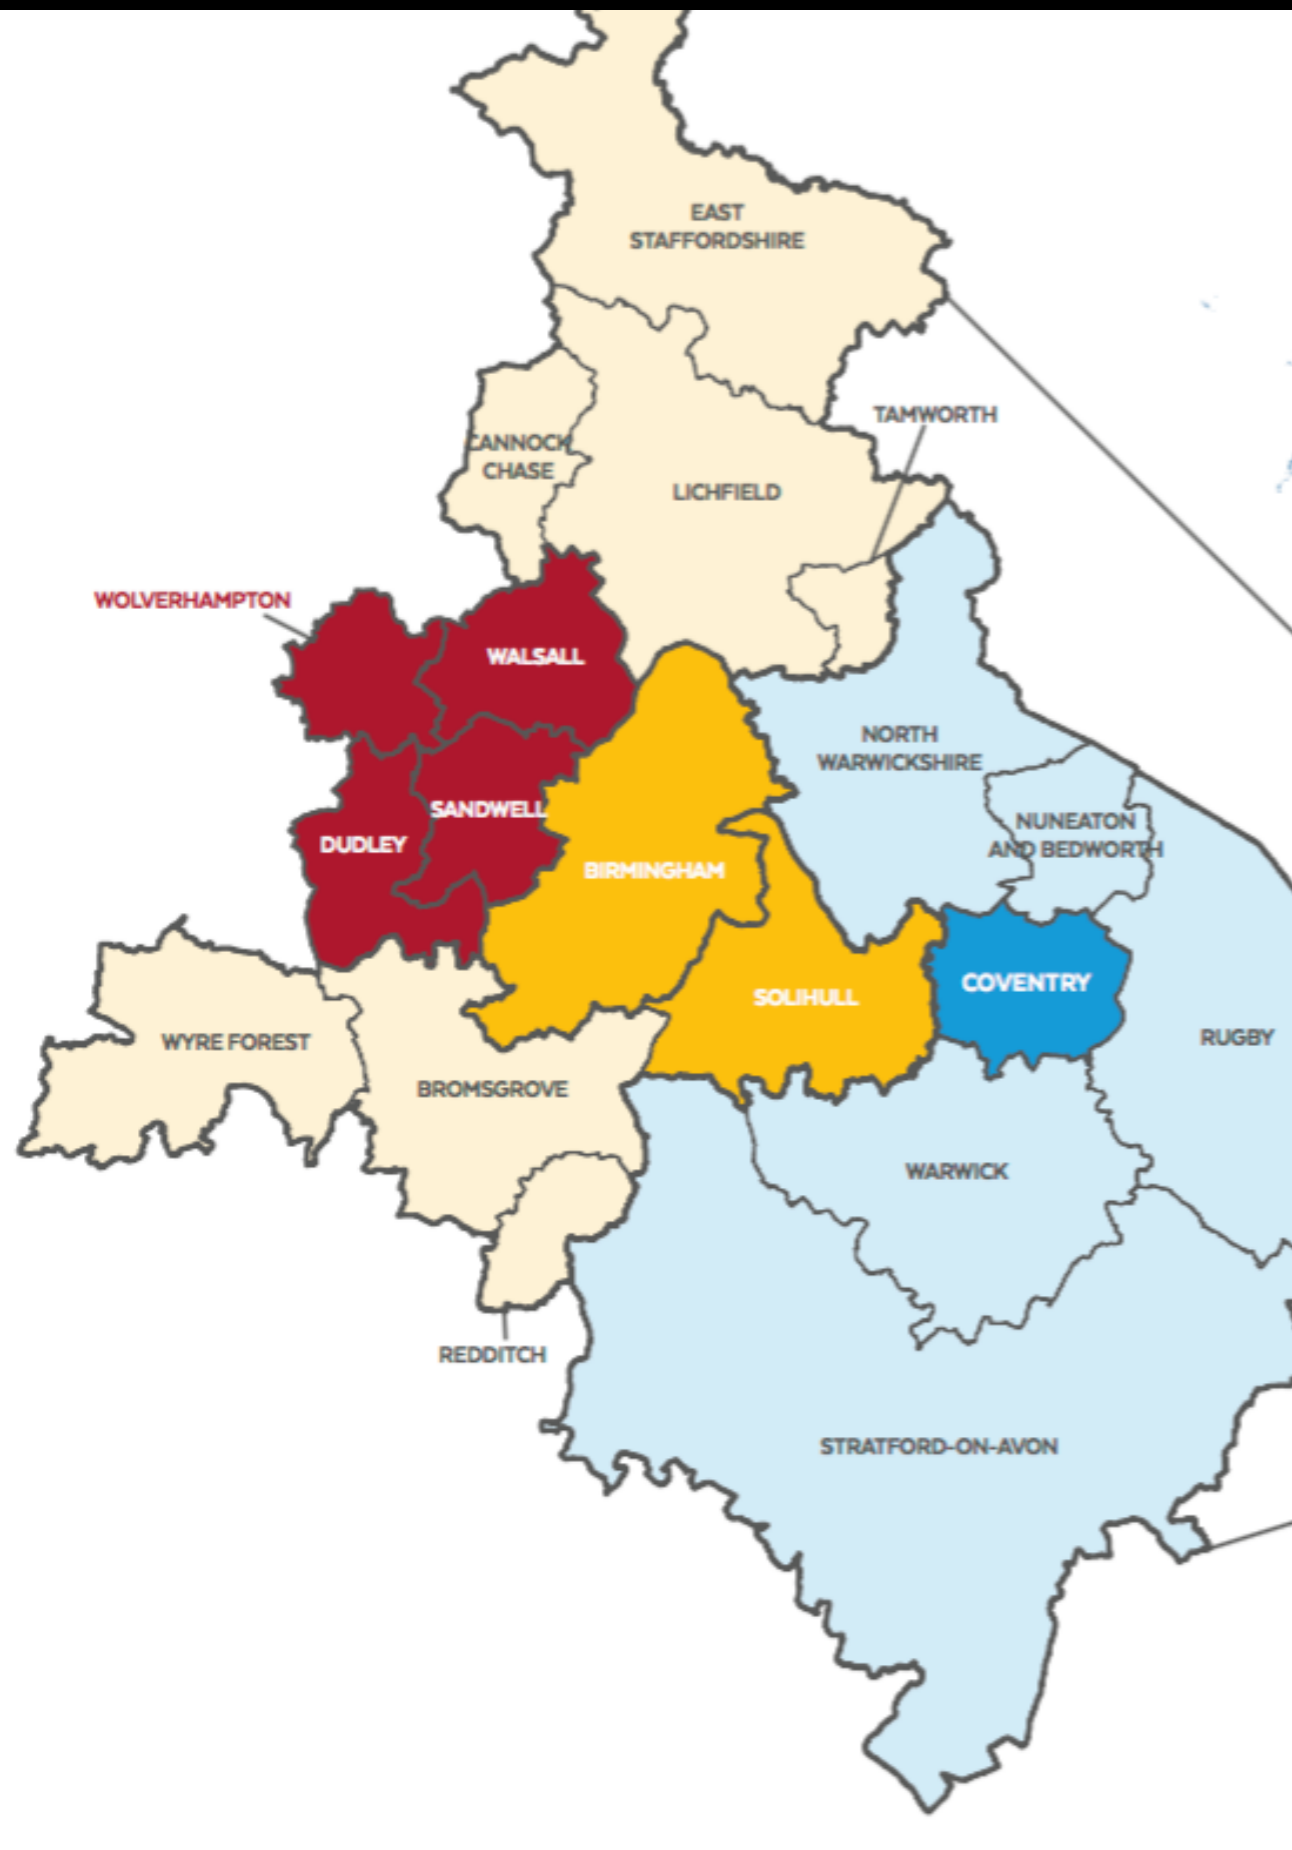 EAST
STAFFORDSHIRE
TAMWORTH
CANNOCK
CHASE
LICHFIELD
WOLVERHAMPTON
WALSALL
NORTH
WARWICKSHIRE
SANDWELL
NUNEATON
AND BEDWORTH
DUDLEY
BIRMINGHAM
COVENTRY
SOLIHULL
RUGBY
WYRE FOREST
BROMSGROVE
WARWICK
REDDITCH
STRATFORD-ON-AVON